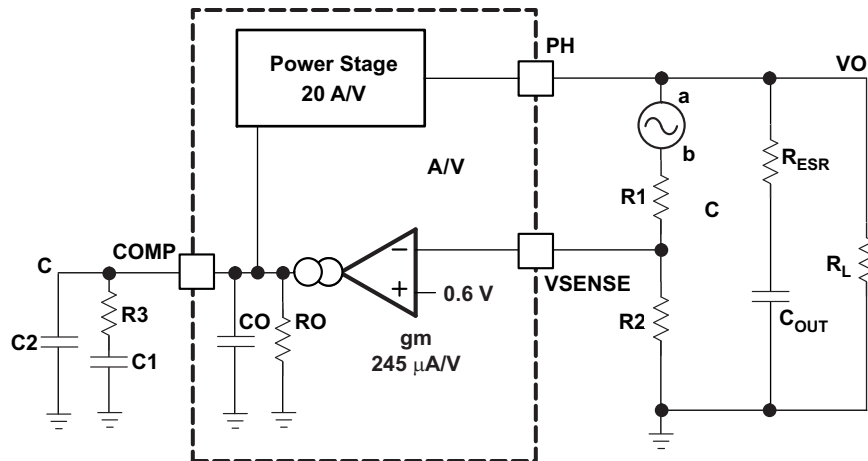 PH
VO
Power Stage
20 A/V
a
b
R_ESR
A/V
R1
C
COMP
C
VSENSE
R_L
R3
0.6 V
CO
RO
R2
C_OUT
C2
C1
gm
245 µA/V